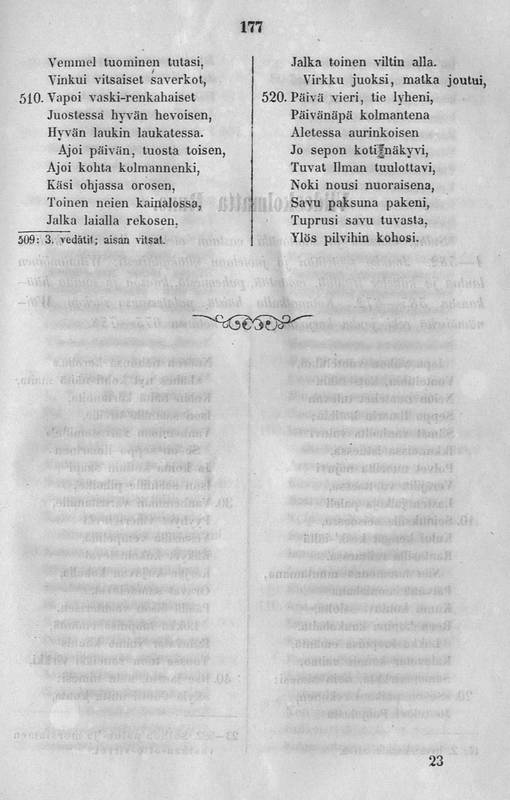 177
Vemmel tuominen tutasi,
Vinkui vitsaiset saverkot,
510. Vapoi vaski-renkahaiset
Juostessa hyvän hevoisen,
Hyvän laukin laukatessa.
Ajoi päivän, tuosta toisen,
Ajoi kohta kolmannenki,
Käsi ohjassa orosen,
Toinen neien kainalossa,
Jalka laialla rekosen,
509: 3. vedätit; aisan vitsat.
Jalka toinen viltin alla.
Virkku juoksi, matka joutui,
520. Päivä vieri, tie lyheni,
Päivänäpä kolmantena
Aletessa aurinkoisen
Jo sepon koti näkyvi,
Tuvat Ilman tuulottavi,
Noki nousi nuoraisena,
Savu paksuna pakeni,
Tuprusi savu tuvasta,
Ylös pilvihin kohosi.
23